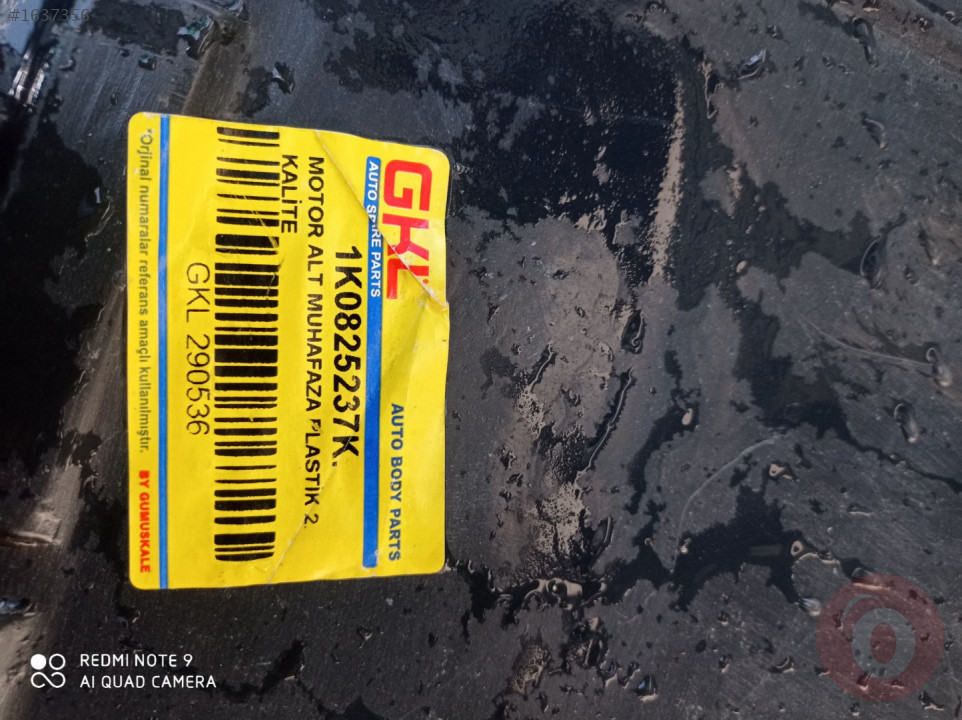 #1637356
GKL
AUTO SPARE PARTS
AUTO BODY PARTS
1K0825237K.
MOTOR ALT MUHAFAZA PLASTİK 2.
KALİTE
GKL 290536
*Orjinal numaralar referans amaçlı kullanılmıştır.
BY GUMUSKALE
REDMI NOTE 9
AI QUAD CAMERA